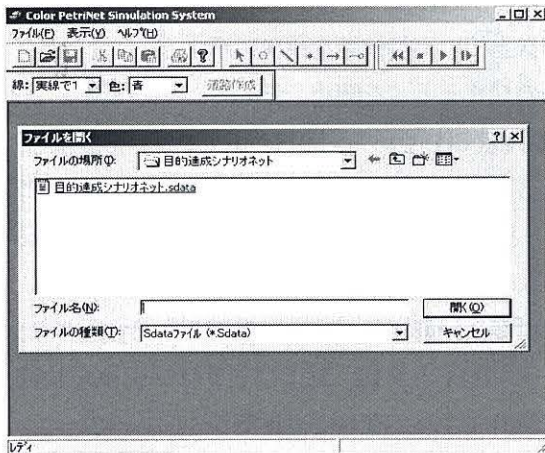 Color PetriNet Simulation System
ファイル(F) 表示(V) ヘルプ(H)
線: 実線で1 色: 青 道路作成
ファイルを開く
ファイルの場所(I): 目的達成シナリオネット
目的達成シナリオネット.sdata
ファイル名(N): 開く(O)
ファイルの種類(T): Sdataファイル (*.Sdata) キャンセル
レディ